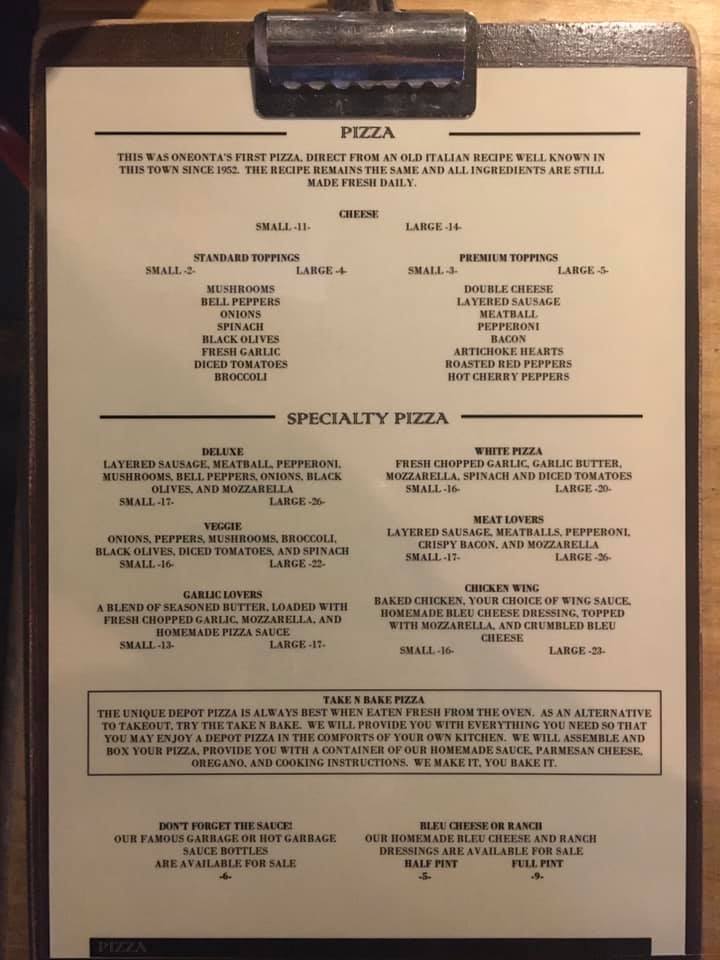 PIZZA
THIS WAS ONEONTA'S FIRST PIZZA, DIRECT FROM AN OLD ITALIAN RECIPE WELL KNOWN IN
THIS TOWN SINCE 1952. THE RECIPE REMAINS THE SAME AND ALL INGREDIENTS ARE STILL
MADE FRESH DAILY.
CHEESE
SMALL -11- LARGE -14-
STANDARD TOPPINGS
SMALL -2- LARGE -4-
MUSHROOMS
BELL PEPPERS
ONIONS
SPINACH
BLACK OLIVES
FRESH GARLIC
DICED TOMATOES
BROCCOLI
PREMIUM TOPPINGS
SMALL -3- LARGE -5-
DOUBLE CHEESE
LAYERED SAUSAGE
MEATBALL
PEPPERONI
BACON
ARTICHOKE HEARTS
ROASTED RED PEPPERS
HOT CHERRY PEPPERS
SPECIALTY PIZZA
DELUXE
LAYERED SAUSAGE, MEATBALL, PEPPERONI,
MUSHROOMS, BELL PEPPERS, ONIONS, BLACK
OLIVES, AND MOZZARELLA
SMALL -17- LARGE -26-
VEGGIE
ONIONS, PEPPERS, MUSHROOMS, BROCCOLI,
BLACK OLIVES, DICED TOMATOES, AND SPINACH
SMALL -16- LARGE -22-
GARLIC LOVERS
A BLEND OF SEASONED BUTTER, LOADED WITH
FRESH CHOPPED GARLIC, MOZZARELLA, AND
HOMEMADE PIZZA SAUCE
SMALL -13- LARGE -17-
WHITE PIZZA
FRESH CHOPPED GARLIC, GARLIC BUTTER,
MOZZARELLA, SPINACH AND DICED TOMATOES
SMALL -16- LARGE -20-
MEAT LOVERS
LAYERED SAUSAGE, MEATBALLS, PEPPERONI,
CRISPY BACON, AND MOZZARELLA
SMALL -17- LARGE -26-
CHICKEN WING
BAKED CHICKEN, YOUR CHOICE OF WING SAUCE,
HOMEMADE BLEU CHEESE DRESSING, TOPPED
WITH MOZZARELLA, AND CRUMBLED BLEU
CHEESE
SMALL -16- LARGE -23-
TAKE N BAKE PIZZA
THE UNIQUE DEPOT PIZZA IS ALWAYS BEST WHEN EATEN FRESH FROM THE OVEN. AS AN ALTERNATIVE
TO TAKEOUT, TRY THE TAKE N BAKE. WE WILL PROVIDE YOU WITH EVERYTHING YOU NEED SO THAT
YOU MAY ENJOY A DEPOT PIZZA IN THE COMFORTS OF YOUR OWN KITCHEN. WE WILL ASSEMBLE AND
BOX YOUR PIZZA, PROVIDE YOU WITH A CONTAINER OF OUR HOMEMADE SAUCE, PARMESAN CHEESE,
OREGANO, AND COOKING INSTRUCTIONS. WE MAKE IT, YOU BAKE IT.
DON'T FORGET THE SAUCE!
OUR FAMOUS GARBAGE OR HOT GARBAGE
SAUCE BOTTLES
ARE AVAILABLE FOR SALE
-6-
BLEU CHEESE OR RANCH
OUR HOMEMADE BLEU CHEESE AND RANCH
DRESSINGS ARE AVAILABLE FOR SALE
HALF PINT FULL PINT
-5- -9-
PIZZA